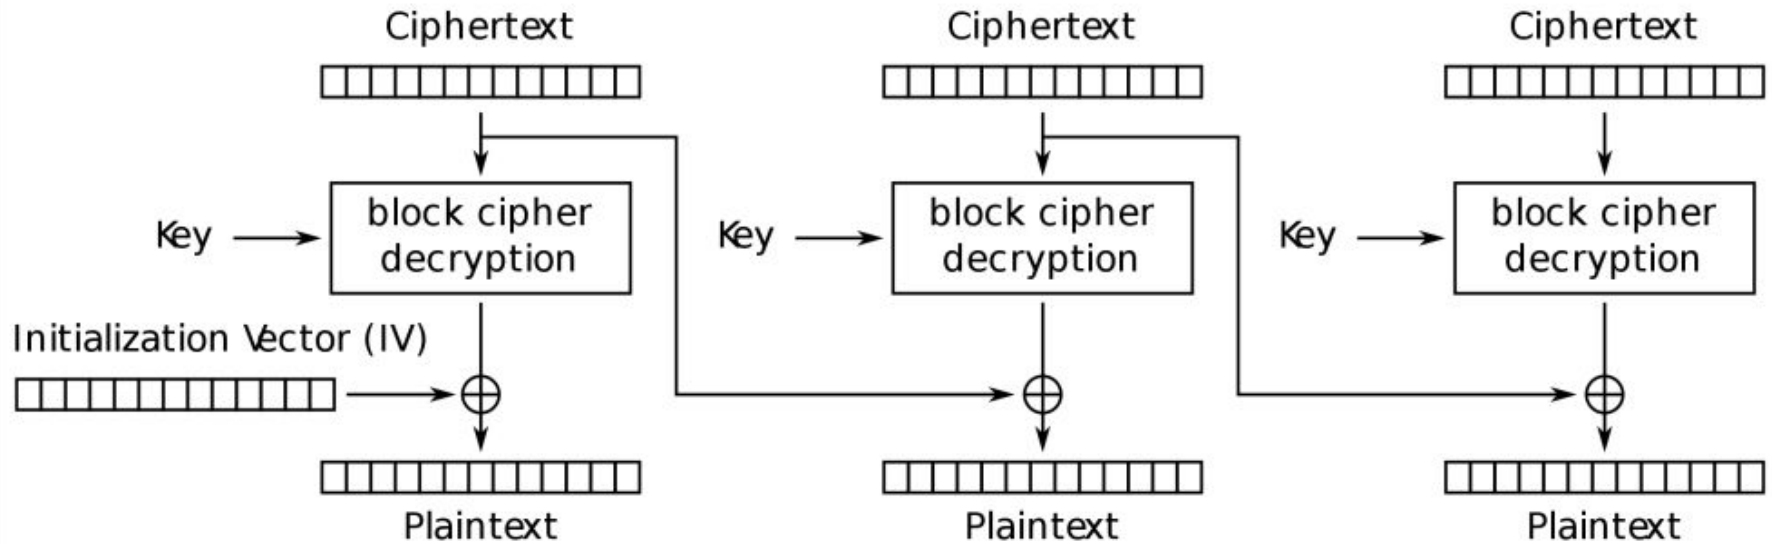 Ciphertext
Ciphertext
Ciphertext
Key
block cipher
decryption
Key
block cipher
decryption
Key
block cipher
decryption
Initialization Vector (IV)
Plaintext
Plaintext
Plaintext